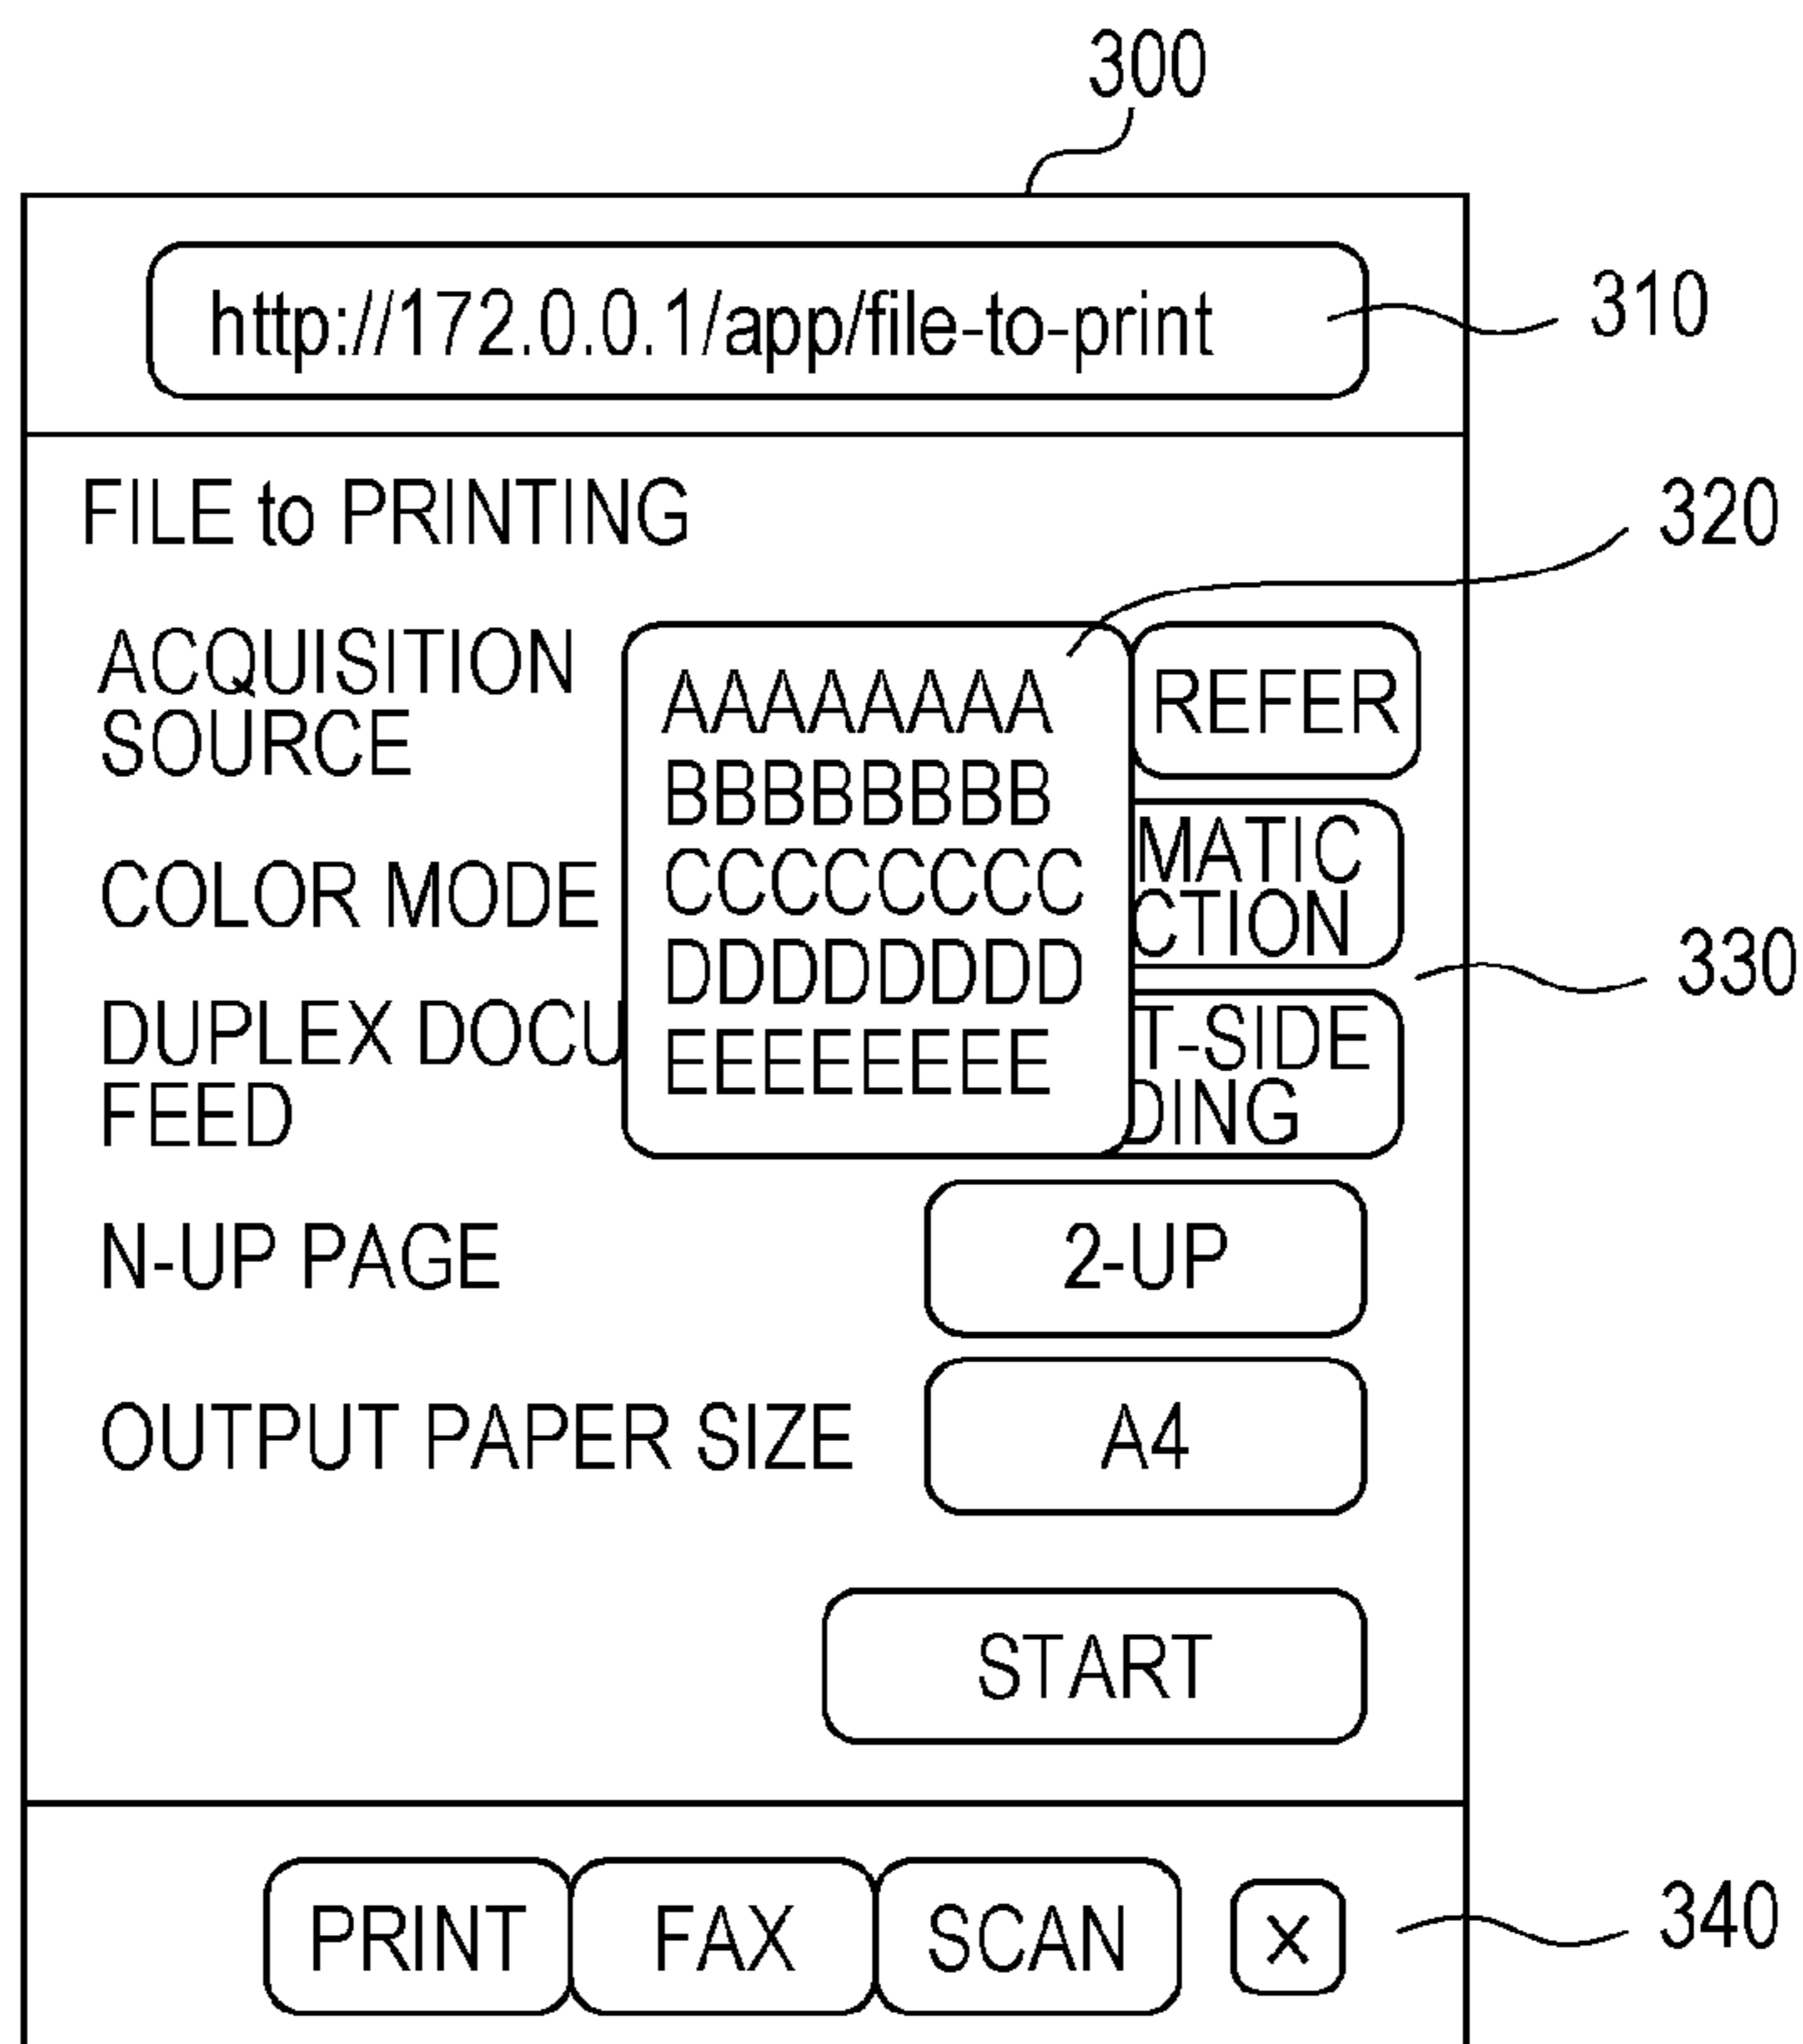 300
http://172.0.0.1/app/file-to-print
310
FILE to PRINTING
320
ACQUISITION
SOURCE
AAAAAAAA
BBBBBBBB
CCCCCCCC
DDDDDDDD
EEEEEEEE
REFER
COLOR MODE
MATIC
CTION
330
DUPLEX DOCU
FEED
T-SIDE
DING
N-UP PAGE
2-UP
OUTPUT PAPER SIZE
A4
START
PRINT
FAX
SCAN
×
340